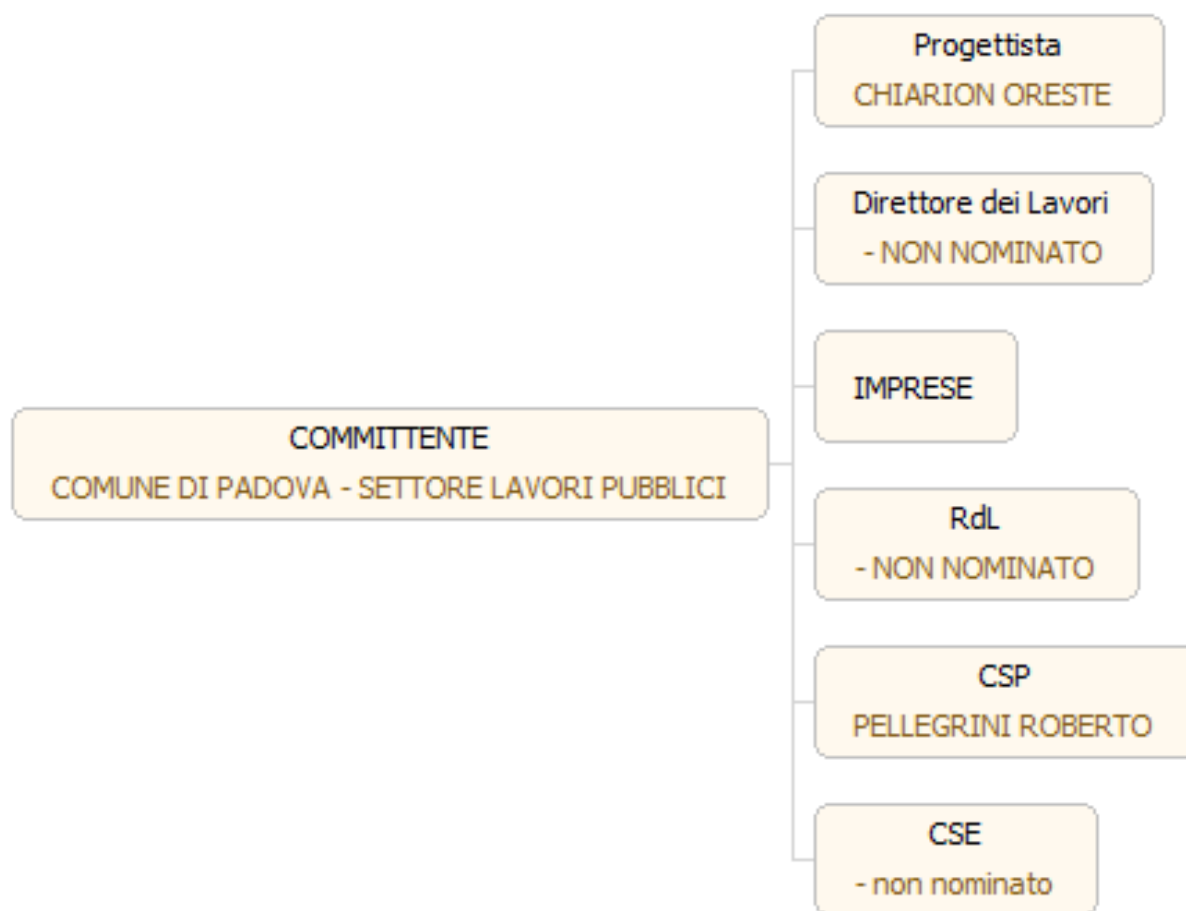 Progettista
CHIARION ORESTE
Direttore dei Lavori
- NON NOMINATO
IMPRESE
COMMITTENTE
COMUNE DI PADOVA - SETTORE LAVORI PUBBLICI
RdL
- NON NOMINATO
CSP
PELLEGRINI ROBERTO
CSE
- non nominato